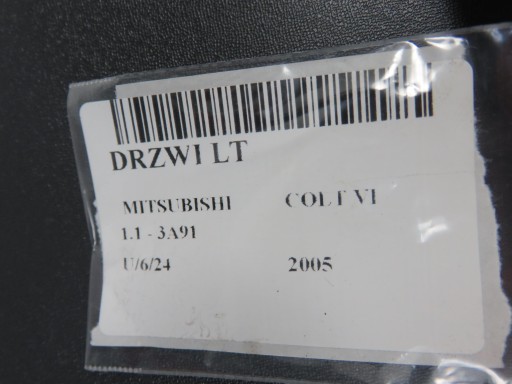 DRZWI LT
MITSUBISHI COLT VI
1.1 - 3A91
U/6/24 2005